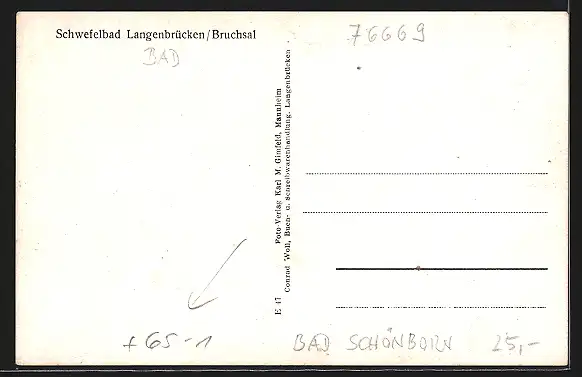 Schwefelbad Langenbrücken/Bruchsal
BAD
76669
E 47 Foto-Verlag Karl M. Gimfeld, Mannheim
Conrad Woll, Buch- u. Schreibwarenhandlung, Langenbrücken
+65-1
BAD SCHÖNBORN 25,-